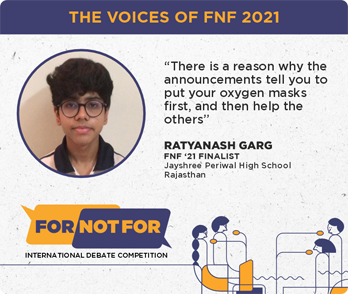 THE VOICES OF FNF 2021
“There is a reason why the
announcements tell you to
put your oxygen masks
first, and then help the
others”
RATYANASH GARG
FNF ‘21 FINALIST
Jayshree Periwal High School
Rajasthan
FOR NOT FOR
INTERNATIONAL DEBATE COMPETITION